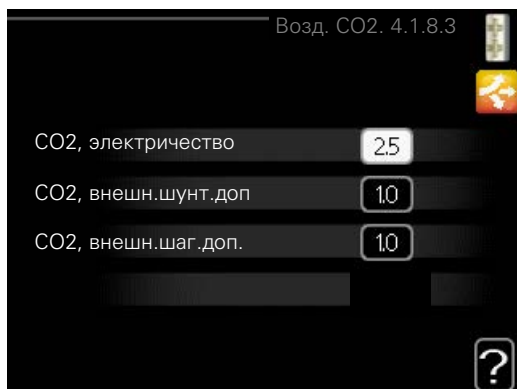 Возд. CO2. 4.1.8.3
CO2, электричество 2.5
CO2, внешн.шунт.доп 1.0
CO2, внешн.шаг.доп. 1.0
?